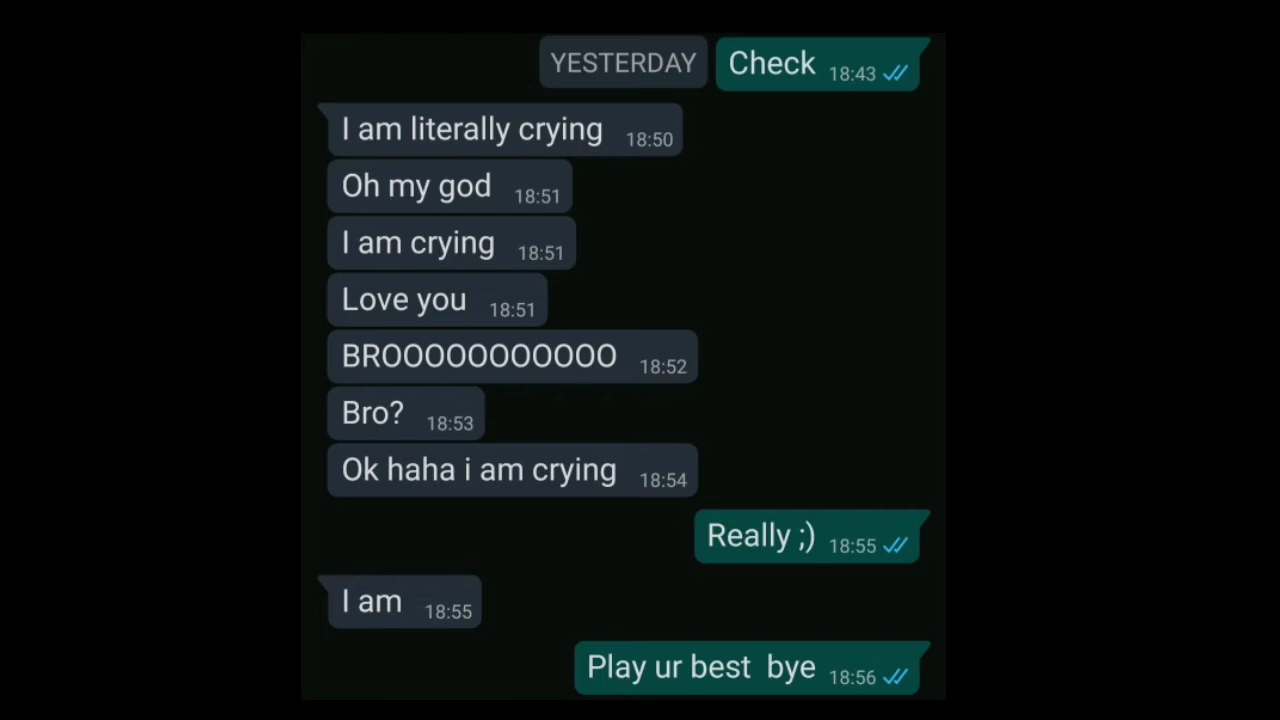 YESTERDAY
Check 18:43
I am literally crying 18:50
Oh my god 18:51
I am crying 18:51
Love you 18:51
BROOOOOOOOOOO 18:52
Bro? 18:53
Ok haha i am crying 18:54
Really ;) 18:55
I am 18:55
Play ur best  bye 18:56